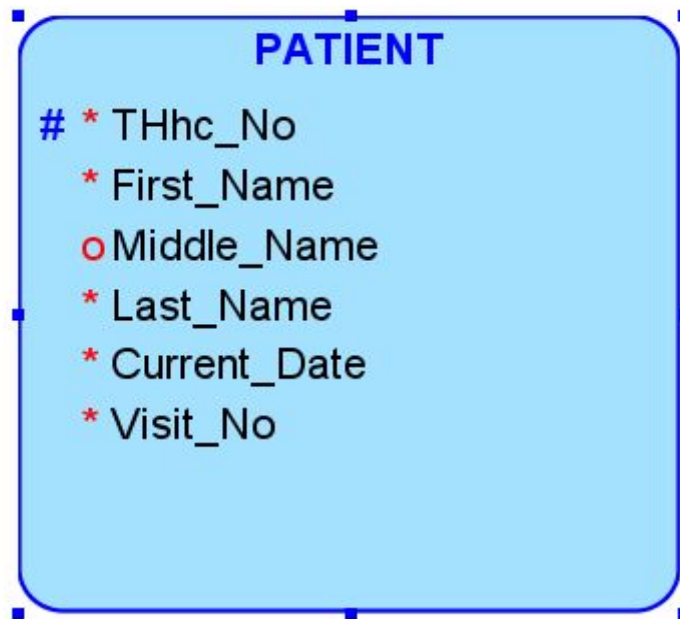 PATIENT
# * THhc_No
* First_Name
o Middle_Name
* Last_Name
* Current_Date
* Visit_No